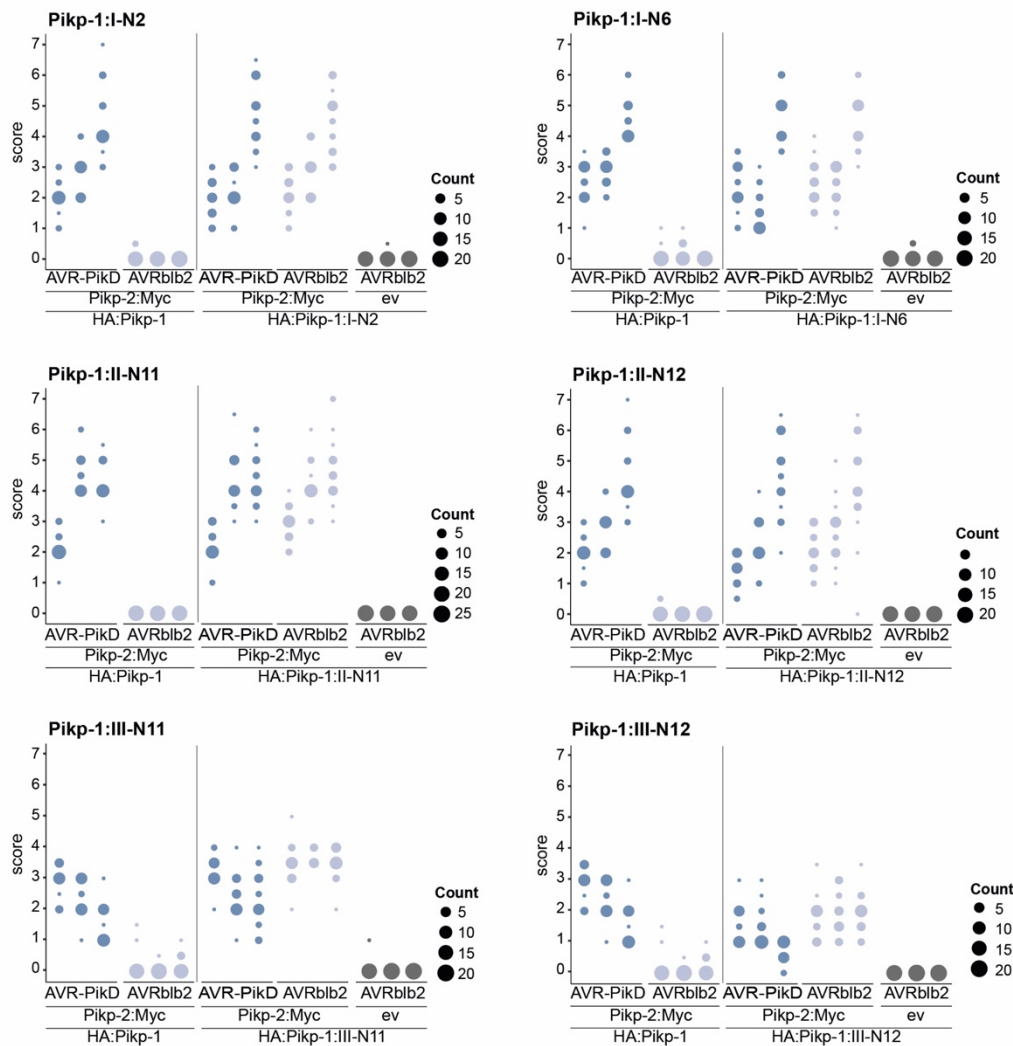 Pikp-1:I-N2
7
6
5
4
3
2
1
0
score
AVR-PikD AVRblb2 AVR-PikD AVRblb2 AVRblb2
Pikp-2:Myc Pikp-2:Myc ev
HA:Pikp-1 HA:Pikp-1:I-N2
Count
5
10
15
20
Pikp-1:I-N6
7
6
5
4
3
2
1
0
score
AVR-PikD AVRblb2 AVR-PikD AVRblb2 AVRblb2
Pikp-2:Myc Pikp-2:Myc ev
HA:Pikp-1 HA:Pikp-1:I-N6
Count
5
10
15
20
Pikp-1:II-N11
7
6
5
4
3
2
1
0
score
AVR-PikD AVRblb2 AVR-PikD AVRblb2 AVRblb2
Pikp-2:Myc Pikp-2:Myc ev
HA:Pikp-1 HA:Pikp-1:II-N11
Count
5
10
15
20
25
Pikp-1:II-N12
7
6
5
4
3
2
1
0
score
AVR-PikD AVRblb2 AVR-PikD AVRblb2 AVRblb2
Pikp-2:Myc Pikp-2:Myc ev
HA:Pikp-1 HA:Pikp-1:II-N12
Count
10
15
20
Pikp-1:III-N11
7
6
5
4
3
2
1
0
score
AVR-PikD AVRblb2 AVR-PikD AVRblb2 AVRblb2
Pikp-2:Myc Pikp-2:Myc ev
HA:Pikp-1 HA:Pikp-1:III-N11
Count
5
10
15
20
Pikp-1:III-N12
7
6
5
4
3
2
1
0
score
AVR-PikD AVRblb2 AVR-PikD AVRblb2 AVRblb2
Pikp-2:Myc Pikp-2:Myc ev
HA:Pikp-1 HA:Pikp-1:III-N12
Count
5
10
15
20